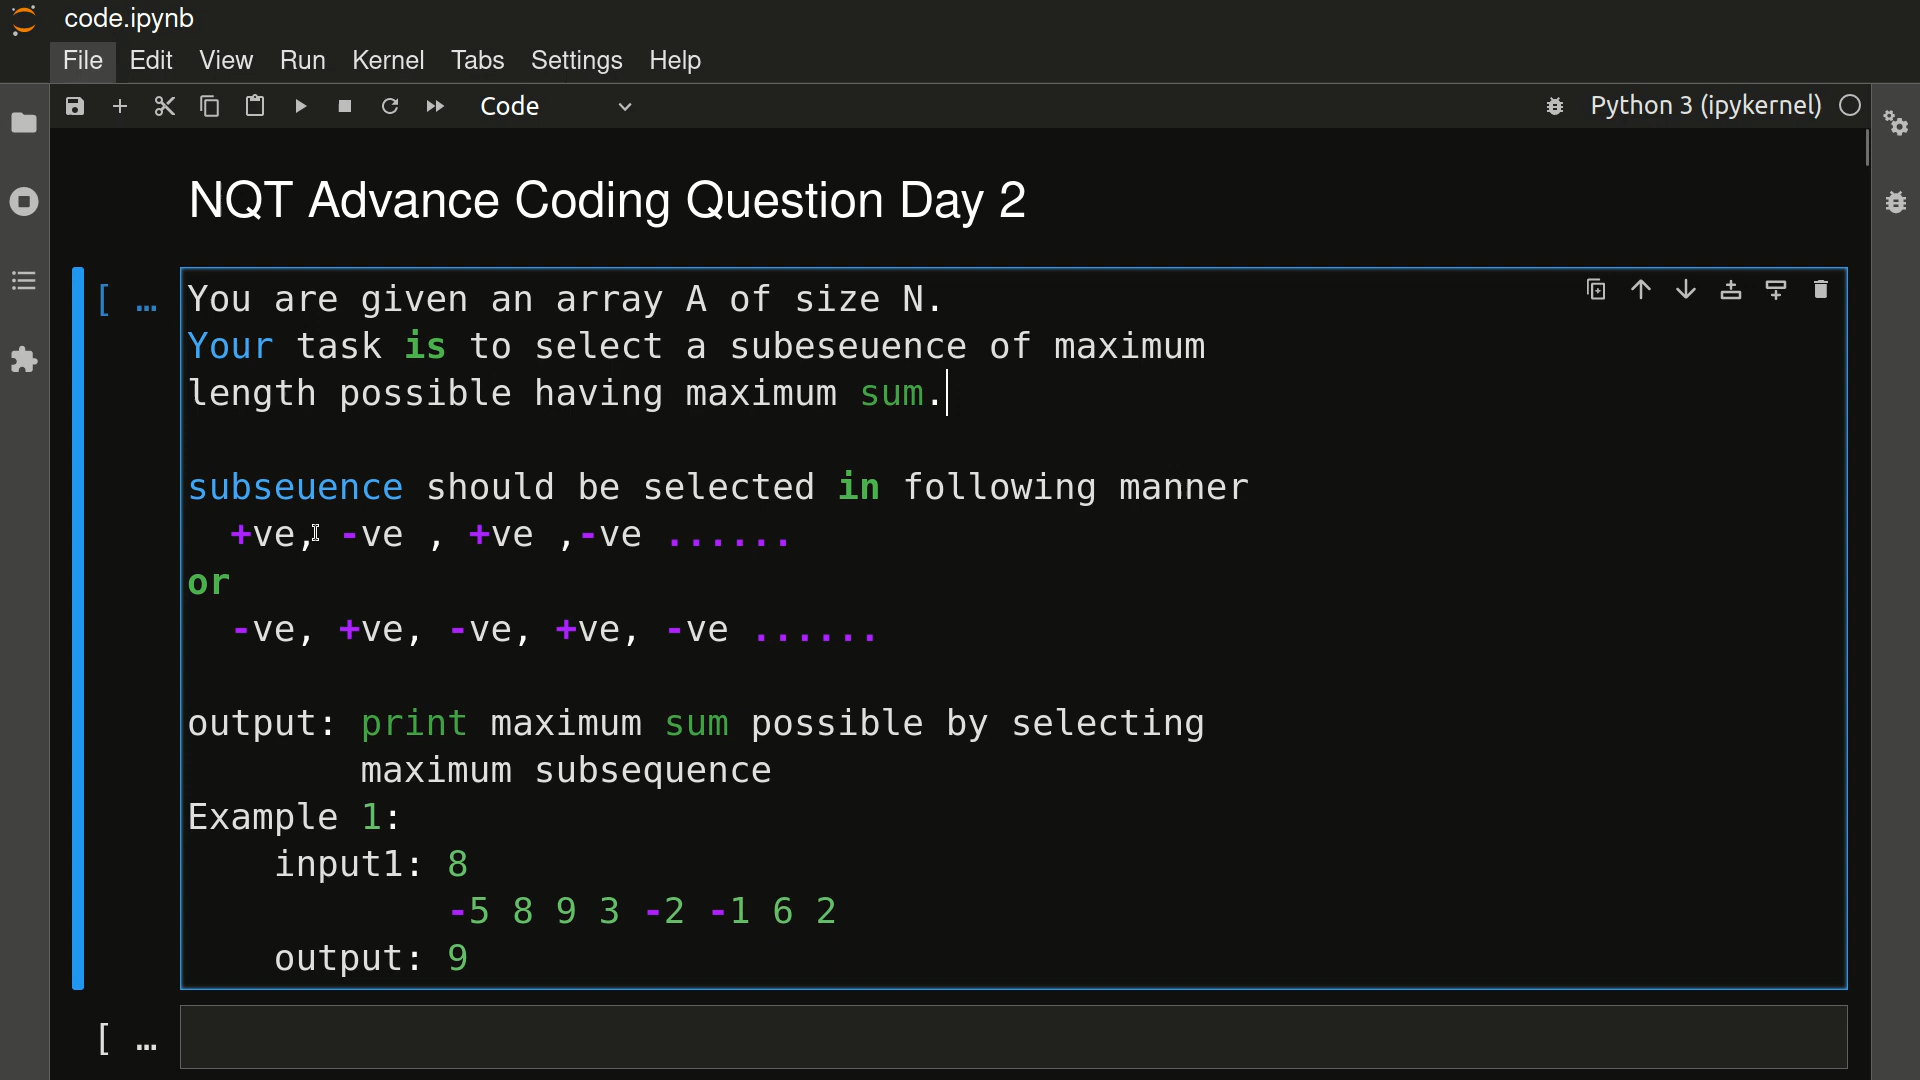 code.ipynb
File Edit View Run Kernel Tabs Settings Help
Code Python 3 (ipykernel)
NQT Advance Coding Question Day 2
[ …
You are given an array A of size N.
Your task is to select a subeseuence of maximum
length possible having maximum sum.
subseuence should be selected in following manner
+ve, -ve , +ve ,-ve ......
or
-ve, +ve, -ve, +ve, -ve ......
output: print maximum sum possible by selecting
maximum subsequence
Example 1:
input1: 8
-5 8 9 3 -2 -1 6 2
output: 9
[ …